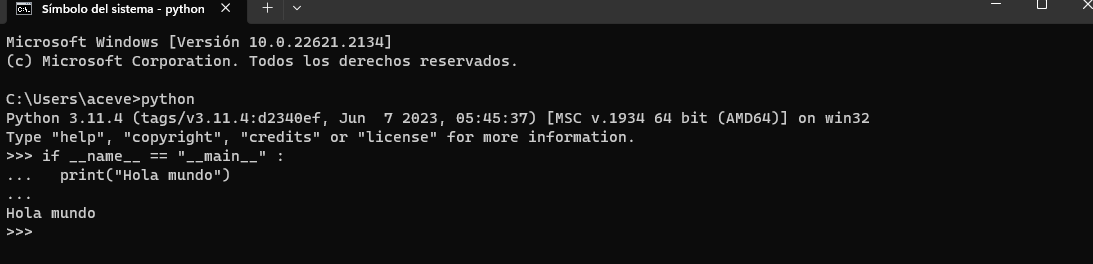 Símbolo del sistema - python
Microsoft Windows [Versión 10.0.22621.2134]
(c) Microsoft Corporation. Todos los derechos reservados.
C:\Users\aceve>python
Python 3.11.4 (tags/v3.11.4:d2340ef, Jun  7 2023, 05:45:37) [MSC v.1934 64 bit (AMD64)] on win32
Type "help", "copyright", "credits" or "license" for more information.
>>> if __name__ == "__main__" :
...   print("Hola mundo")
...
Hola mundo
>>>